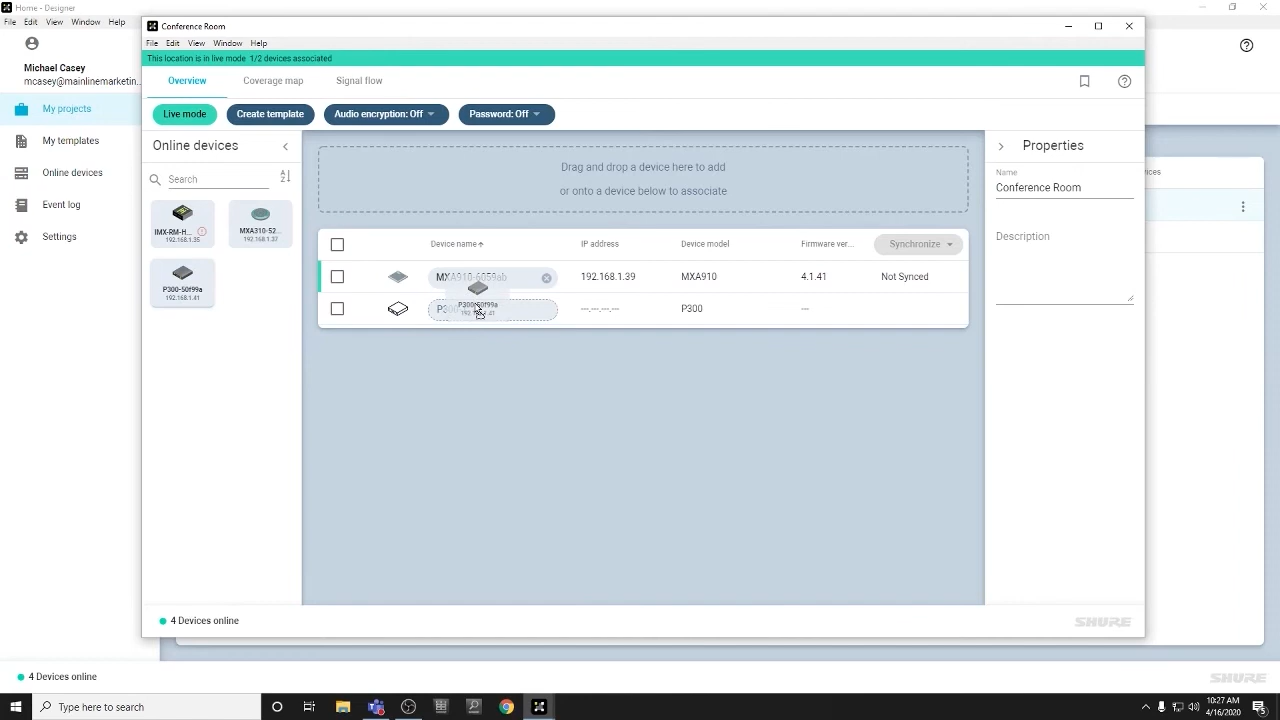 Home - Designer
File Edit View Window Help
Michael Casey
mcasey@mainlinemarketin...
My projects
My templates
Online devices
Event log
Settings
Conference Room
File Edit View Window Help
This location is in live mode 1/2 devices associated
Overview Coverage map Signal flow
Live mode Create template Audio encryption: Off Password: Off
Online devices
Search
IMX-RM-H...
192.168.1.35
MXA310-52...
192.168.1.37
P300-50f99a
192.168.1.41
Drag and drop a device here to add
or onto a device below to associate
Device name IP address Device model Firmware ver... Synchronize
MXA910-6059ab 192.168.1.39 MXA910 4.1.41 Not Synced
P300-50f99a
---.---.---.--- P300 ---
Properties
Name
Conference Room
Description
4 Devices online
SHURE
4 Devices online
SHURE
Type here to search
10:27 AM
4/16/2020